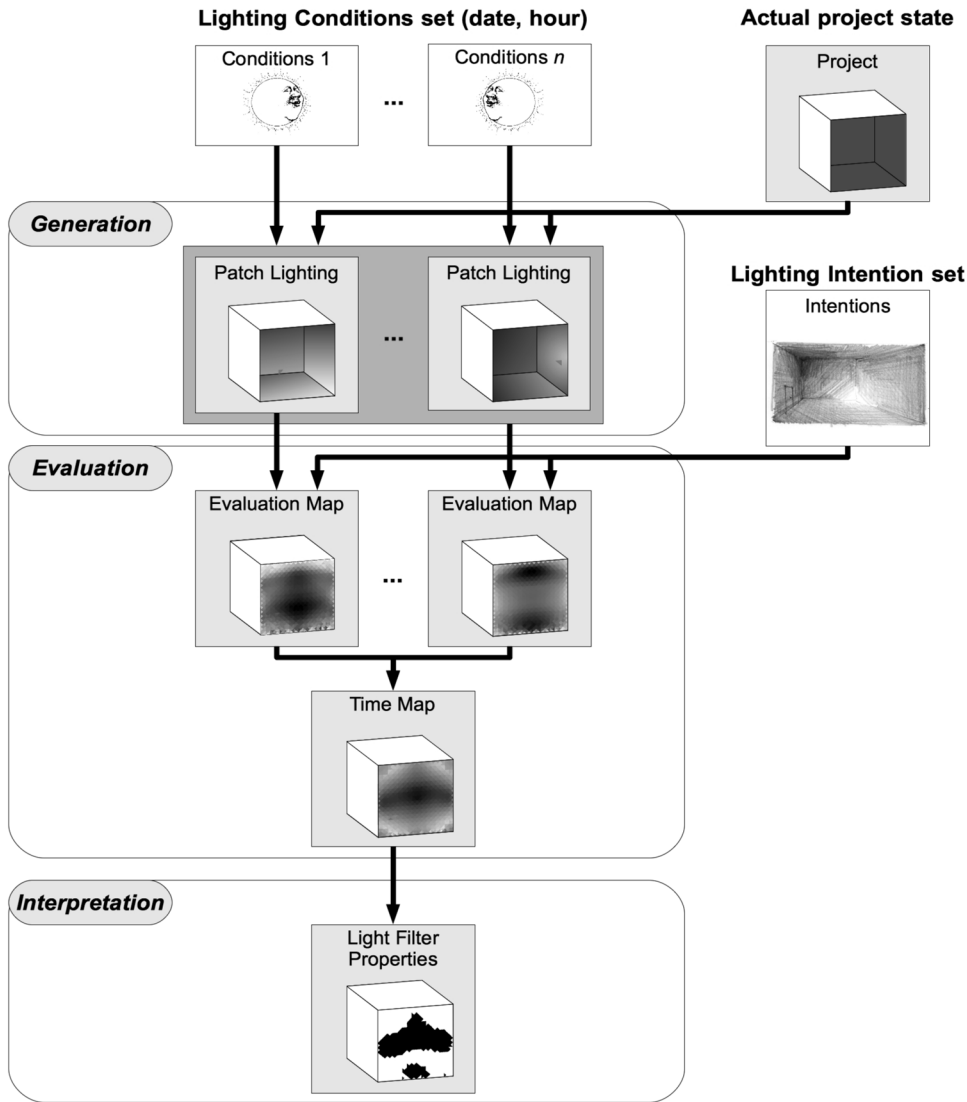 Lighting Conditions set (date, hour)
Actual project state
Conditions 1
...
Conditions n
Project
Generation
Patch Lighting
...
Patch Lighting
Lighting Intention set
Intentions
Evaluation
Evaluation Map
...
Evaluation Map
Time Map
Interpretation
Light Filter
Properties